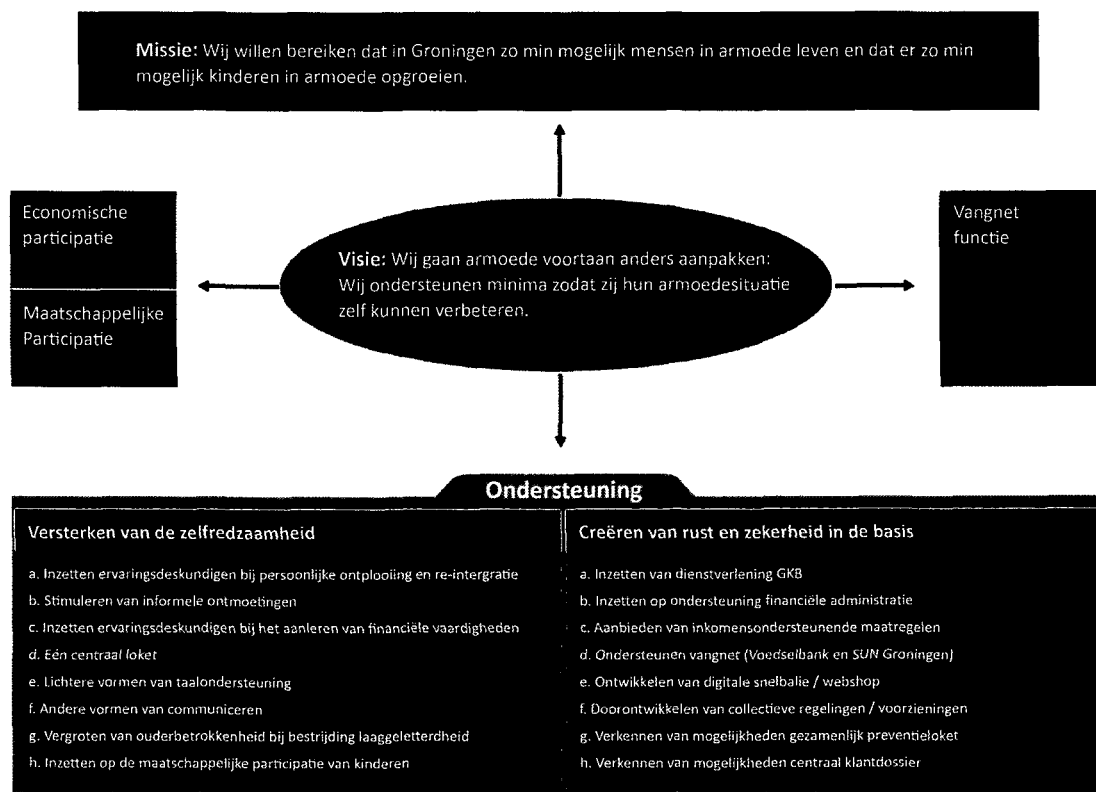 Missie: Wij willen bereiken dat in Groningen zo min mogelijk mensen in armoede leven en dat er zo min
mogelijk kinderen in armoede opgroeien.
Economische
participatie
Maatschappelijke
Participatie
Visie: Wij gaan armoede voortaan anders aanpakken:
Wij ondersteunen minima zodat zij hun armoedesituatie
zelf kunnen verbeteren.
Vangnet
functie
Ondersteuning
Versterken van de zelfredzaamheid
a. Inzetten ervaringsdeskundigen bij persoonlijke ontplooiing en re-intergratie
b. Stimuleren van informele ontmoetingen
c. Inzetten ervaringsdeskundigen bij het aanleren van financiële vaardigheden
d. Eén centraal loket
e. Lichtere vormen van taalondersteuning
f. Andere vormen van communiceren
g. Vergroten van ouderbetrokkenheid bij bestrijding laaggeletterdheid
h. Inzetten op de maatschappelijke participatie van kinderen
Creëren van rust en zekerheid in de basis
a. Inzetten van dienstverlening GKB
b. Inzetten op ondersteuning financiële administratie
c. Aanbieden van inkomensondersteunende maatregelen
d. Ondersteunen vangnet (Voedselbank en SUN Groningen)
e. Ontwikkelen van digitale snelbalie / webshop
f. Doorontwikkelen van collectieve regelingen / voorzieningen
g. Verkennen van mogelijkheden gezamenlijk preventieloket
h. Verkennen van mogelijkheden centraal klantdossier